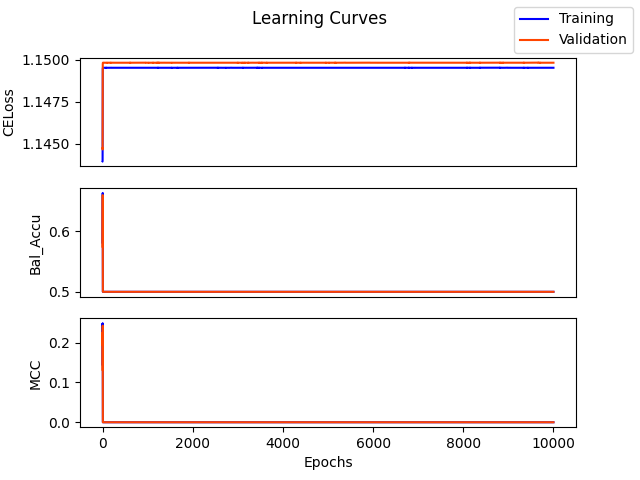 Learning Curves
Training
Validation
1.1500
1.1475
1.1450
CELoss
0.6
0.5
Bal_Accu
0.2
0.1
0.0
MCC
0
2000
4000
6000
8000
10000
Epochs